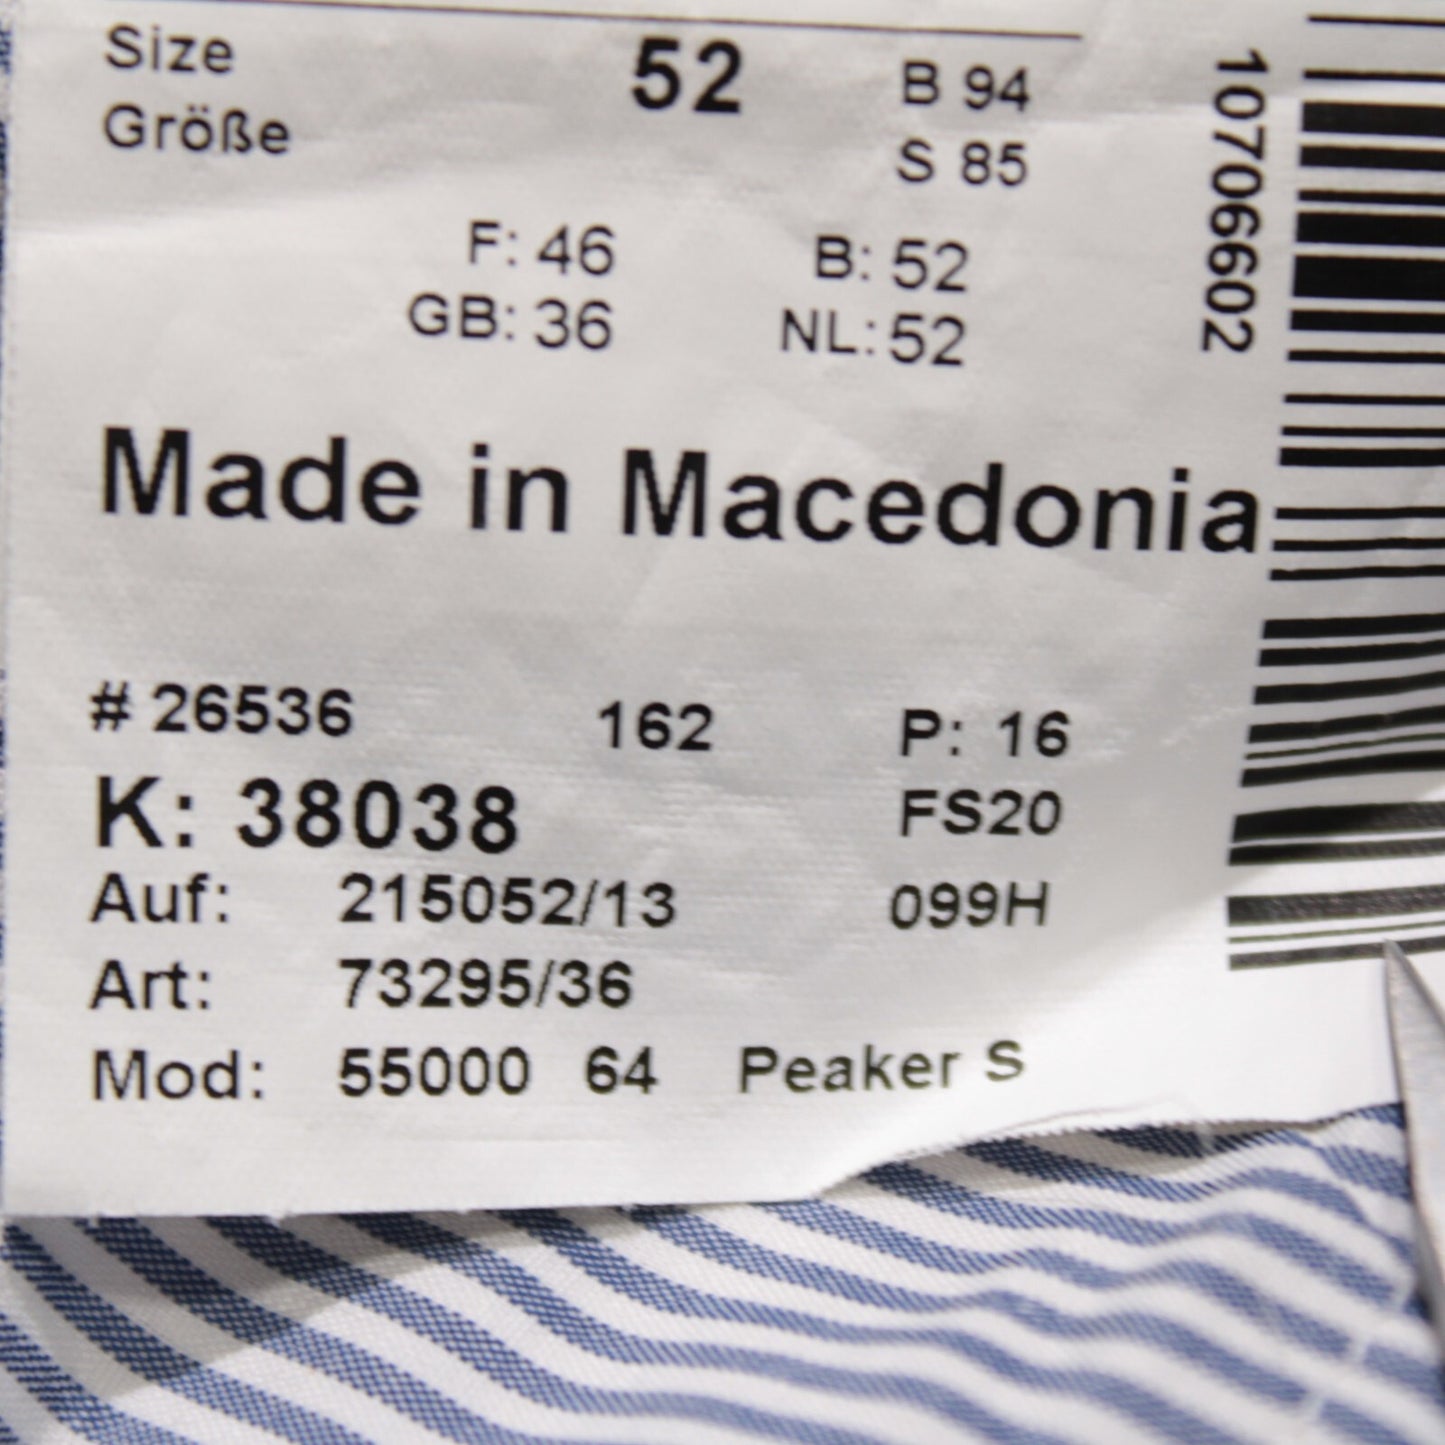 Size 52 B 94
Größe S 85
F: 46 B: 52
GB: 36 NL: 52
Made in Macedonia
# 26536 162 P: 16
K: 38038 FS20
Auf: 215052/13 099H
Art: 73295/36
Mod: 55000 64 Peaker S
10706602